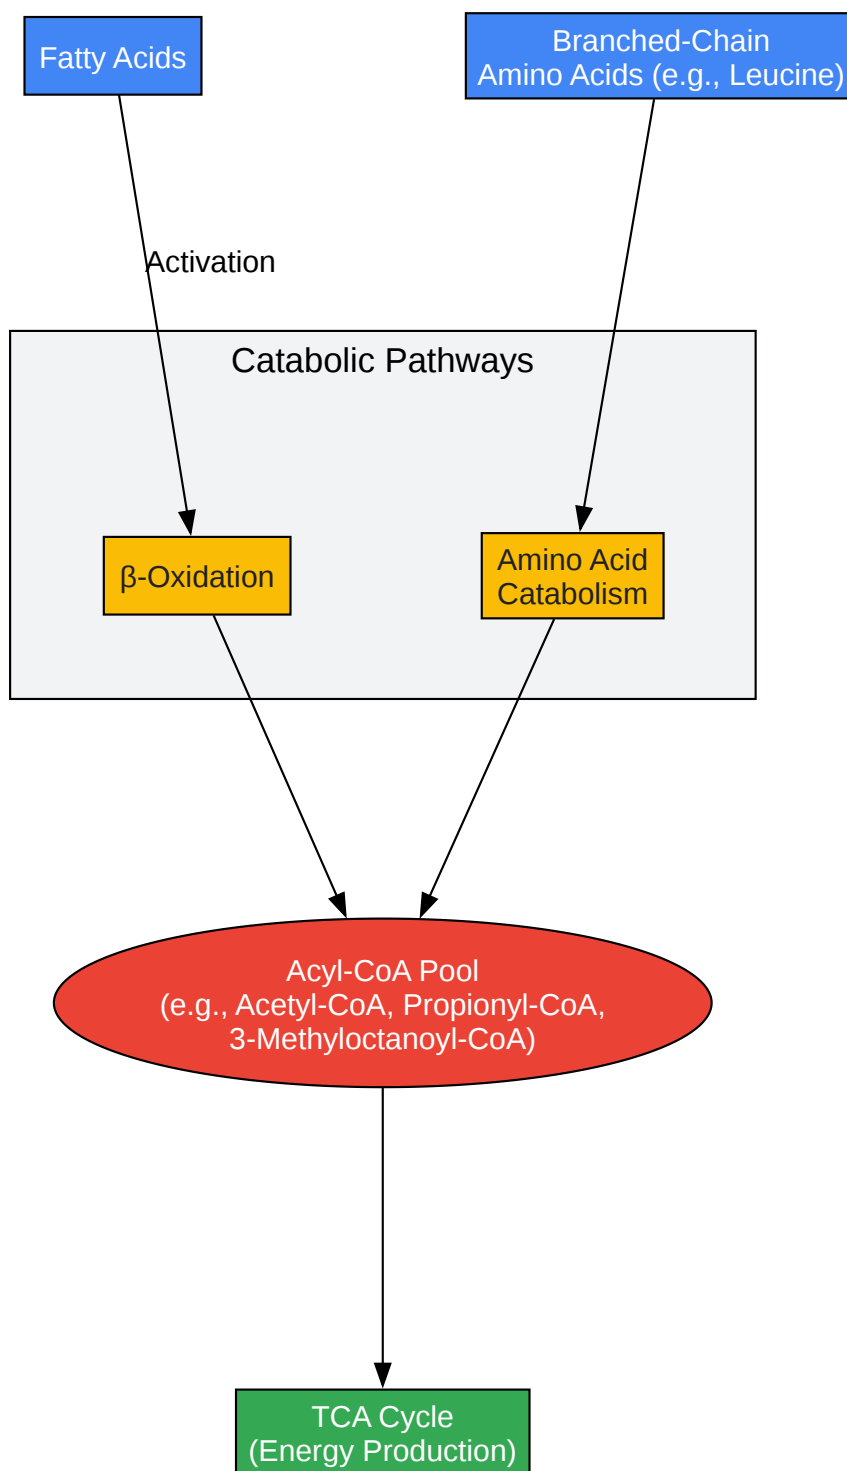 Fatty Acids
Branched-Chain
Amino Acids (e.g., Leucine)
Activation
Catabolic Pathways
β-Oxidation
Amino Acid
Catabolism
Acyl-CoA Pool
(e.g., Acetyl-CoA, Propionyl-CoA,
3-Methyloctanoyl-CoA)
TCA Cycle
(Energy Production)